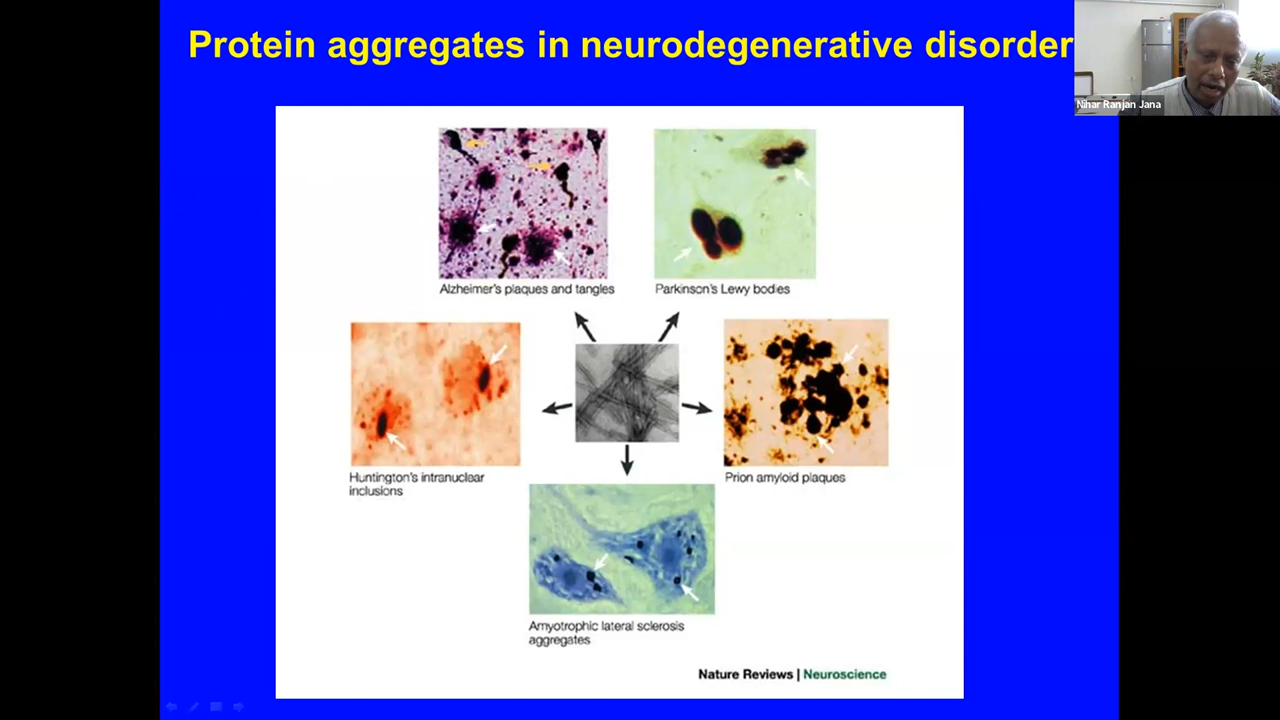 Protein aggregates in neurodegenerative disorder
Nihar Ranjan Jana
Alzheimer's plaques and tangles
Parkinson's Lewy bodies
Huntington's intranuclear
inclusions
Prion amyloid plaques
Amyotrophic lateral sclerosis
aggregates
Nature Reviews | Neuroscience